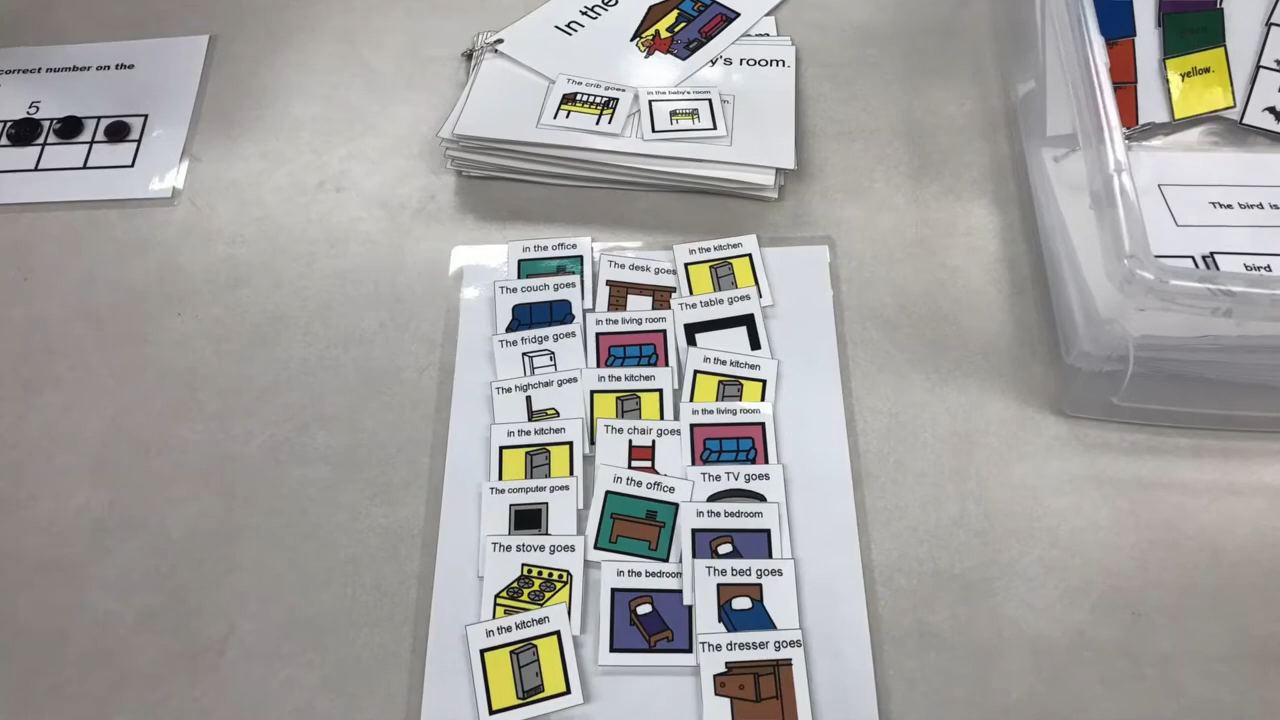 correct number on the
5
In the
y's room.
The crib goes
in the baby's room
green
yellow.
The bird is
bird
in the office
The couch goes
The fridge goes
The highchair goes
in the kitchen
The computer goes
The stove goes
in the kitchen
The desk goes
in the living room
in the kitchen
The chair goes
in the office
in the bedroom
in the kitchen
The table goes
in the kitchen
in the living room
The TV goes
in the bedroom
The bed goes
The dresser goes